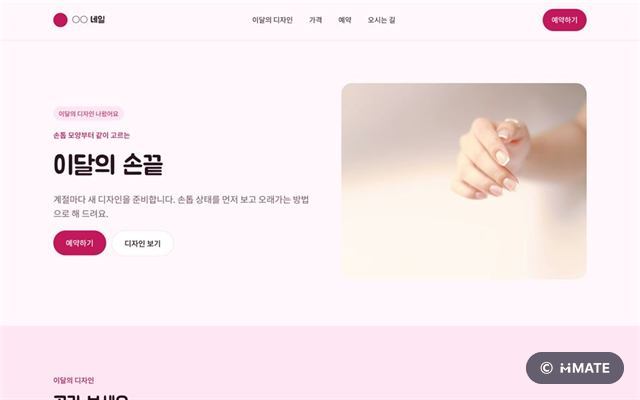 ○○ 네일
이달의 디자인
가격
예약
오시는 길
예약하기
이달의 디자인 나왔어요
손톱 모양부터 같이 고르는
이달의 손끝
계절마다 새 디자인을 준비합니다. 손톱 상태를 먼저 보고 오래가는 방법
으로 해 드려요.
예약하기
디자인 보기
이달의 디자인
© MMATE